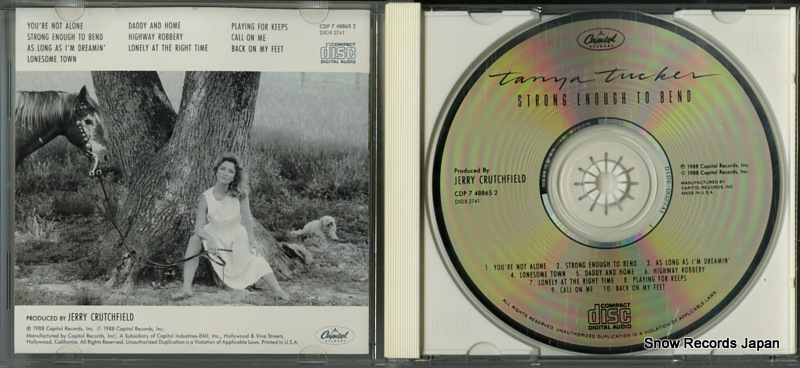 YOU'RE NOT ALONE
STRONG ENOUGH TO BEND
AS LONG AS I'M DREAMIN'
LONESOME TOWN
DADDY AND HOME
HIGHWAY ROBBERY
LONELY AT THE RIGHT TIME
PLAYING FOR KEEPS
CALL ON ME
BACK ON MY FEET
CDP 7 48865 2
DIDX 2741
COMPACT
disc
DIGITAL AUDIO
PRODUCED BY JERRY CRUTCHFIELD
℗ 1988 Capitol Records, Inc. © 1988 Capitol Records, Inc.
Manufactured by Capitol Records, Inc., A Subsidiary of Capitol Industries-EMI, Inc., Hollywood & Vine Streets,
Hollywood, California. All Rights Reserved. Unauthorized Duplication is a Violation of Applicable Laws. Printed in U.S.A.
Capitol
Capitol
RECORDS
tanya tucker
STRONG ENOUGH TO BEND
Produced By
JERRY CRUTCHFIELD
CDP 7 48865 2
DIDX 2741
℗ 1988 Capitol Records, Inc.
© 1988 Capitol Records, Inc.
MANUFACTURED BY
CAPITOL RECORDS, INC.
MADE IN U.S.A.
1. YOU'RE NOT ALONE 2. STRONG ENOUGH TO BEND 3. AS LONG AS I'M DREAMIN'
4. LONESOME TOWN 5. DADDY AND HOME 6. HIGHWAY ROBBERY
7. LONELY AT THE RIGHT TIME 8. PLAYING FOR KEEPS
9. CALL ON ME 10. BACK ON MY FEET
COMPACT
disc
DIGITAL AUDIO
ALL RIGHTS RESERVED. UNAUTHORIZED DUPLICATION IS A VIOLATION OF APPLICABLE LAWS.
Snow Records Japan